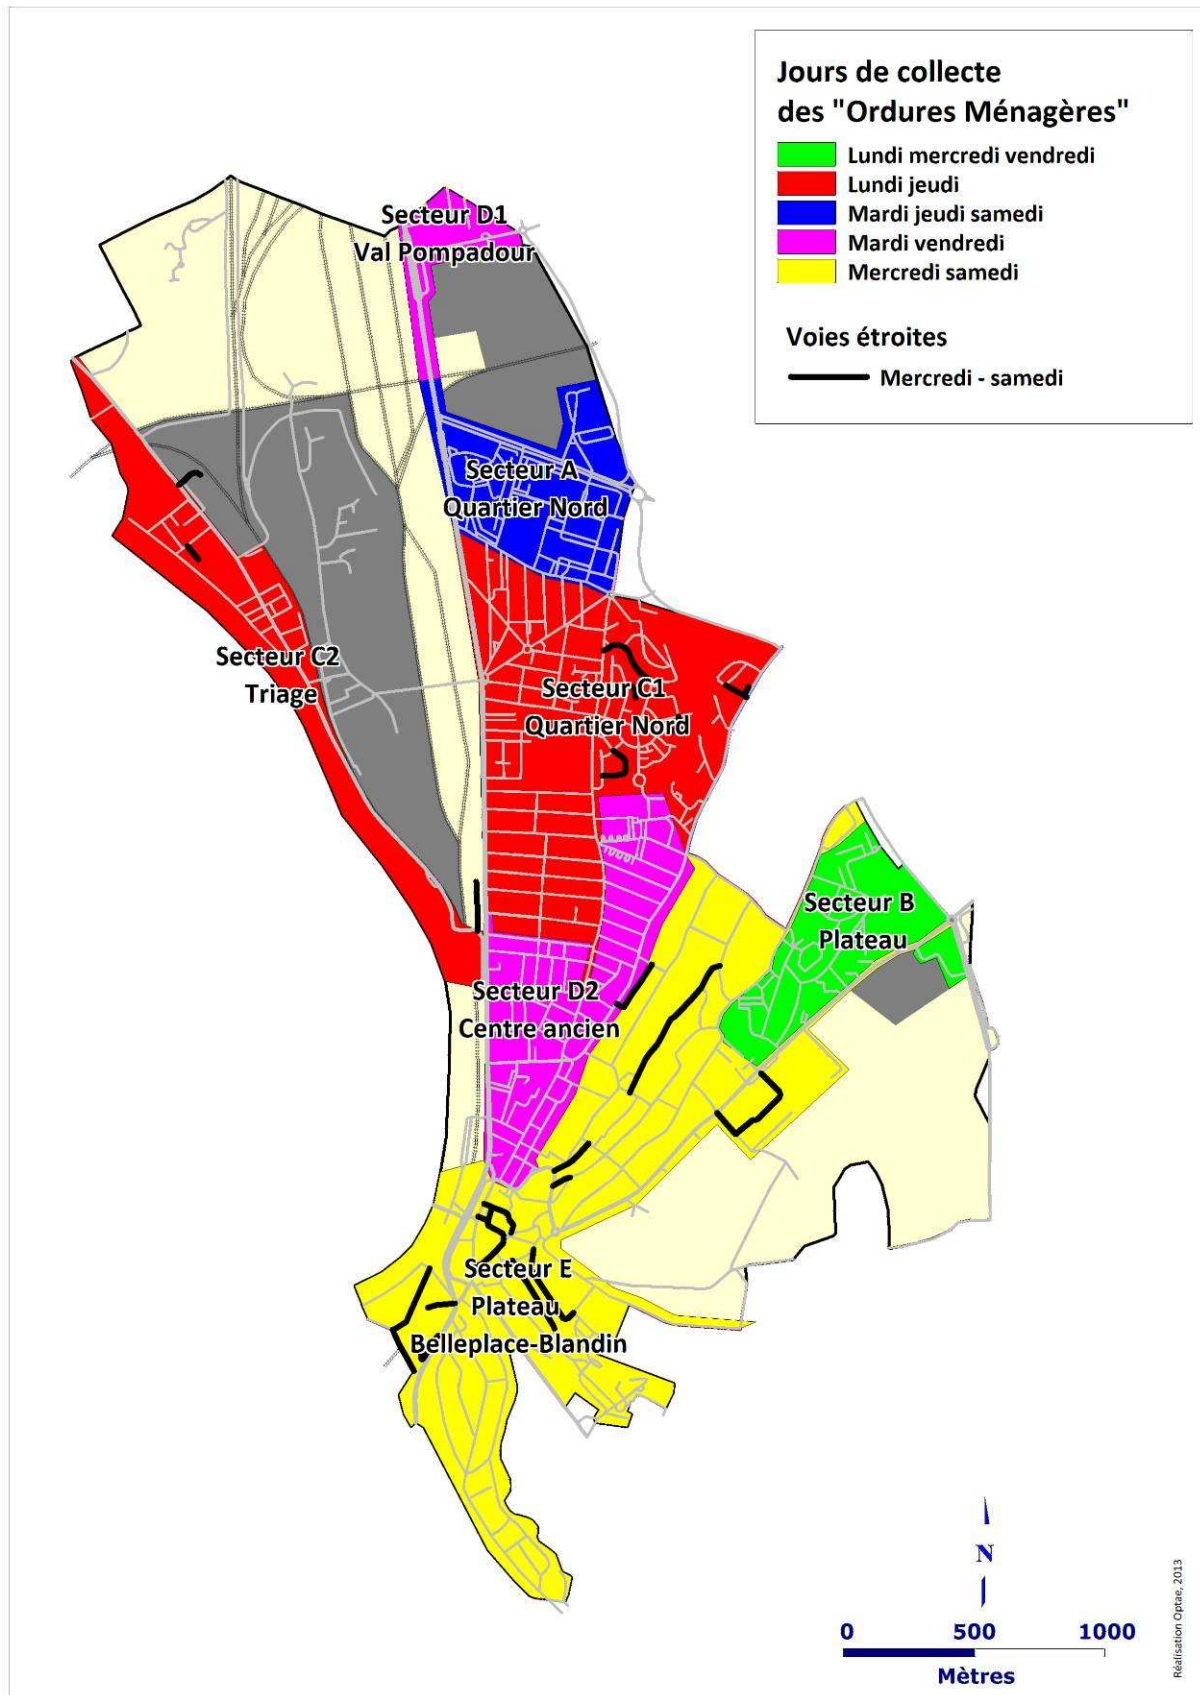 Jours de collecte
des "Ordures Ménagères"
Lundi mercredi vendredi
Lundi jeudi
Mardi jeudi samedi
Mardi vendredi
Mercredi samedi
Voies étroites
Mercredi - samedi
Secteur D1
Val Pompadour
Secteur A
Quartier Nord
Secteur C2
Triage
Secteur C1
Quartier Nord
Secteur B
Plateau
Secteur D2
Centre ancien
Secteur E
Plateau
Belleplace-Blandin
N
0 500 1000
Mètres
Réalisation Optae, 2013